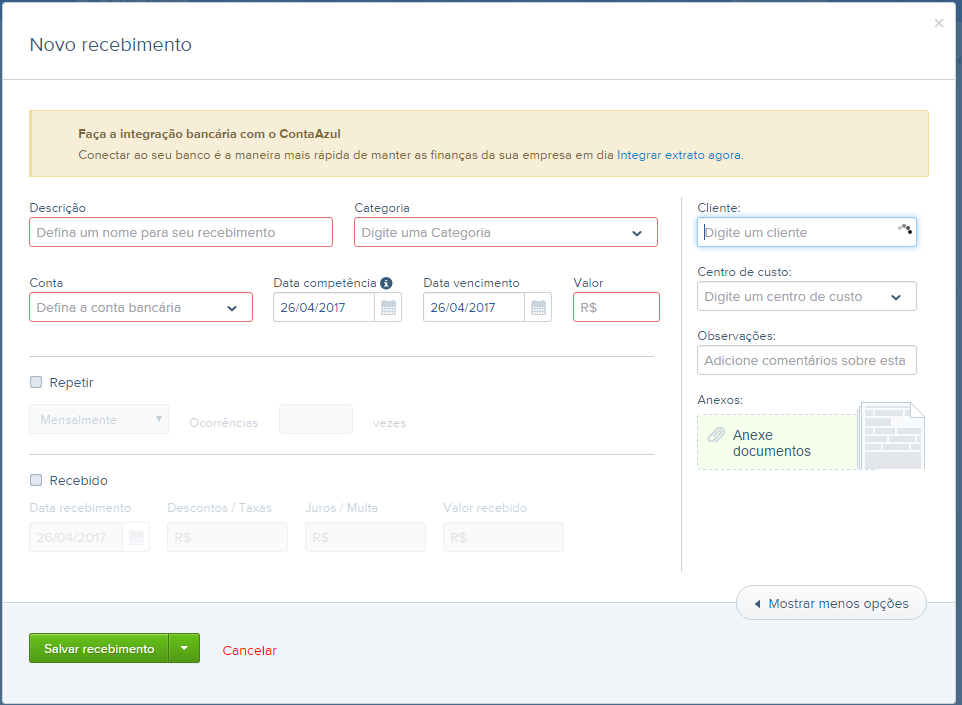 ×
Novo recebimento
Faça a integração bancária com o ContaAzul
Conectar ao seu banco é a maneira mais rápida de manter as finanças da sua empresa em dia Integrar extrato agora.
Descrição
Defina um nome para seu recebimento
Categoria
Digite uma Categoria
Conta
Defina a conta bancária
Data competência
26/04/2017
Data vencimento
26/04/2017
Valor
R$
Repetir
Mensalmente
Ocorrências
vezes
Recebido
Data recebimento
26/04/2017
Descontos / Taxas
R$
Juros / Multa
R$
Valor recebido
R$
Cliente:
Digite um cliente
Centro de custo:
Digite um centro de custo
Observações:
Adicione comentários sobre esta
Anexos:
Anexe
documentos
Mostrar menos opções
Salvar recebimento
Cancelar